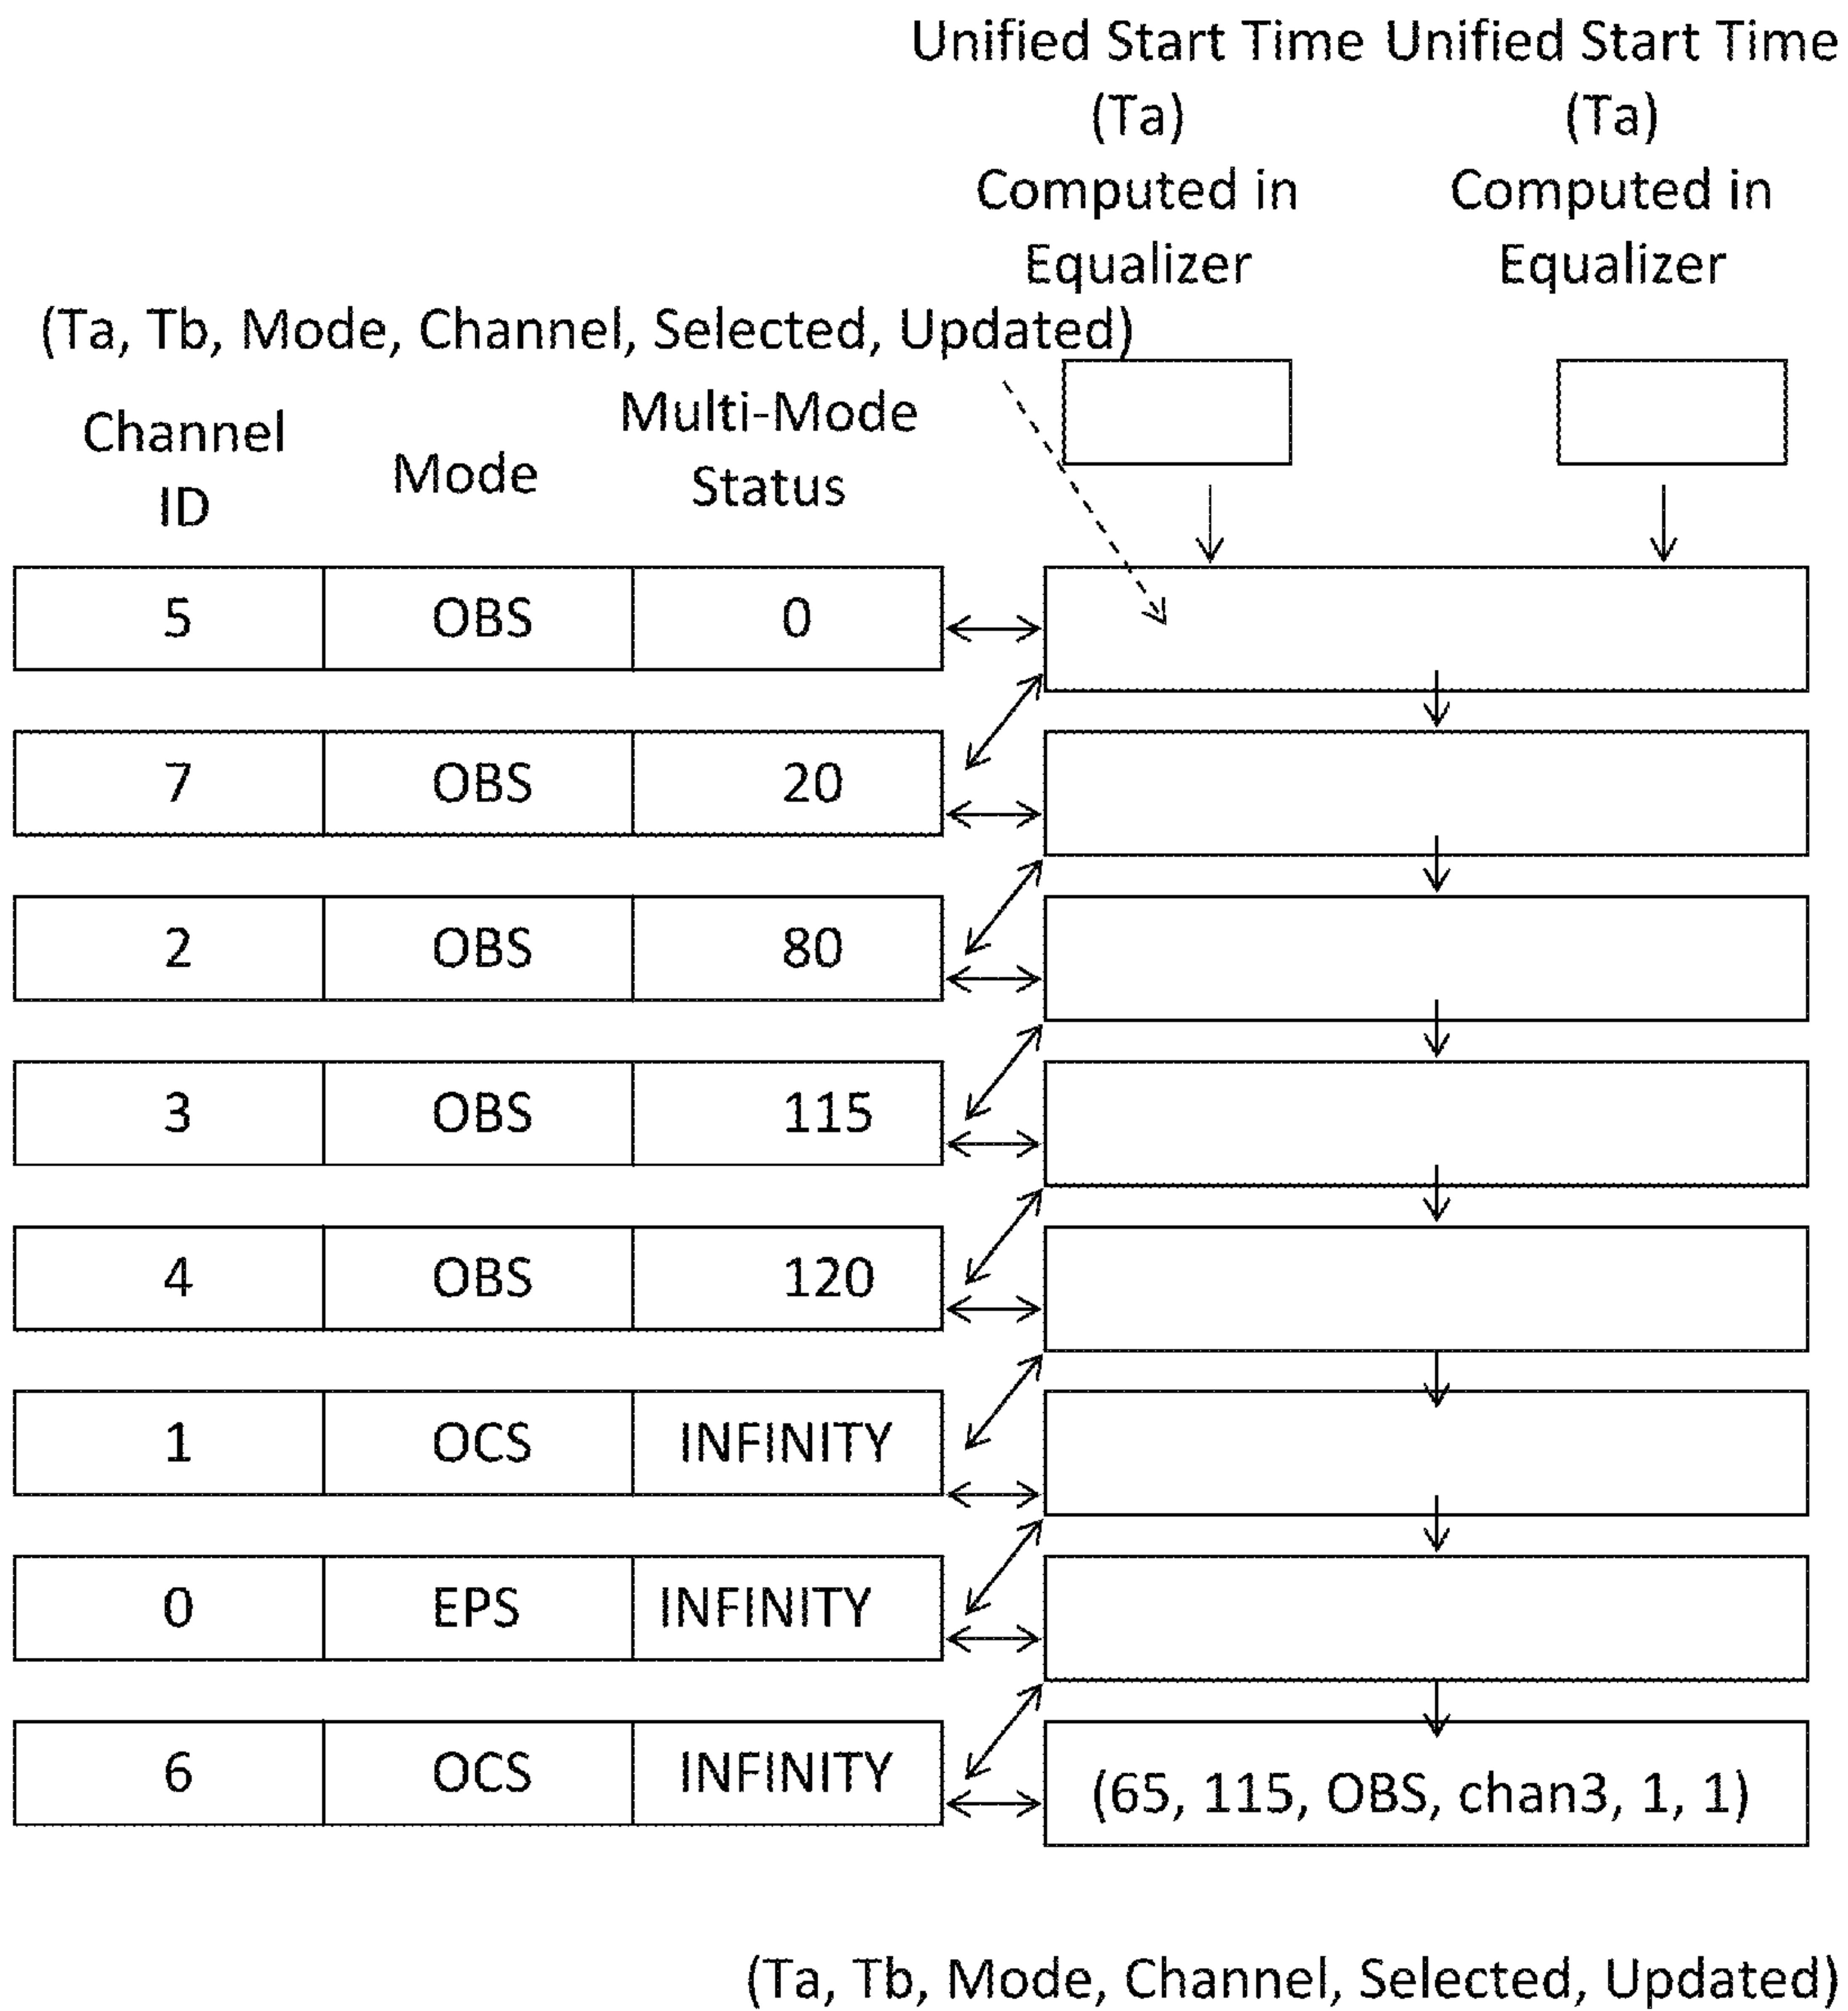 Unified Start Time Unified Start Time
(Ta) (Ta)
Computed in Computed in
Equalizer Equalizer
(Ta, Tb, Mode, Channel, Selected, Updated)
Channel ID Mode Multi-Mode Status
5 OBS 0
7 OBS 20
2 OBS 80
3 OBS 115
4 OBS 120
1 OCS INFINITY
0 EPS INFINITY
6 OCS INFINITY (65, 115, OBS, chan3, 1, 1)
(Ta, Tb, Mode, Channel, Selected, Updated)